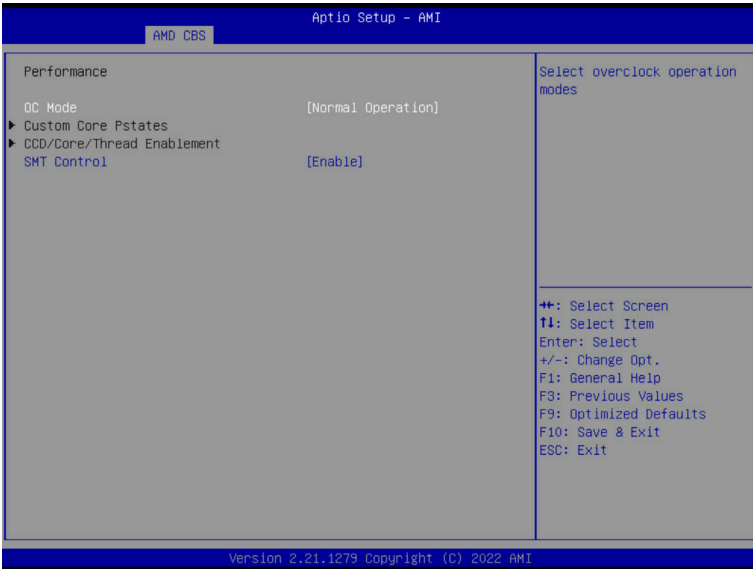 Aptio Setup – AMI
AMD CBS
Performance
OC Mode [Normal Operation]
Custom Core Pstates
CCD/Core/Thread Enablement
SMT Control [Enable]
Select overclock operation
modes
→←: Select Screen
↑↓: Select Item
Enter: Select
+/-: Change Opt.
F1: General Help
F3: Previous Values
F9: Optimized Defaults
F10: Save & Exit
ESC: Exit
Version 2.21.1279 Copyright (C) 2022 AMI